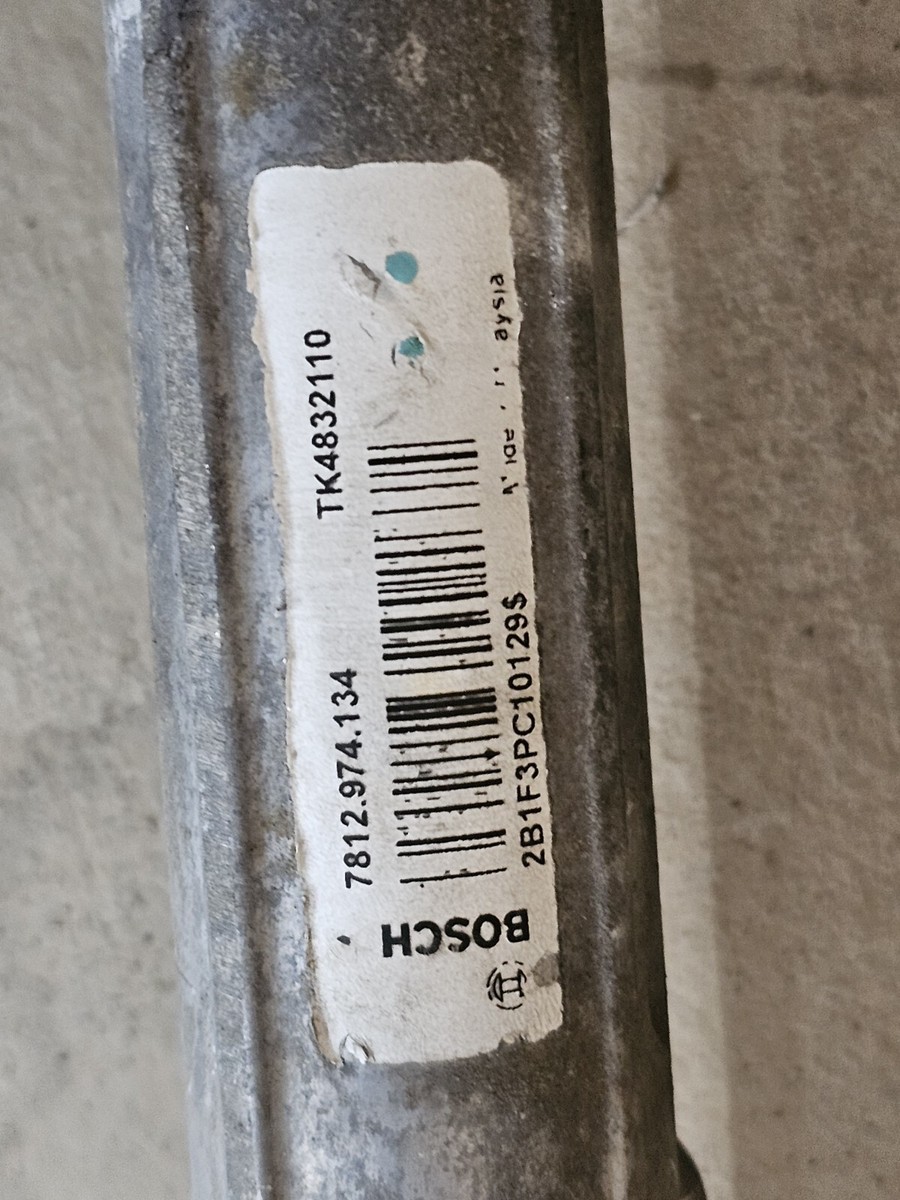 7812.974.134 TK4832110
BOSCH
2B1F3PC10129$